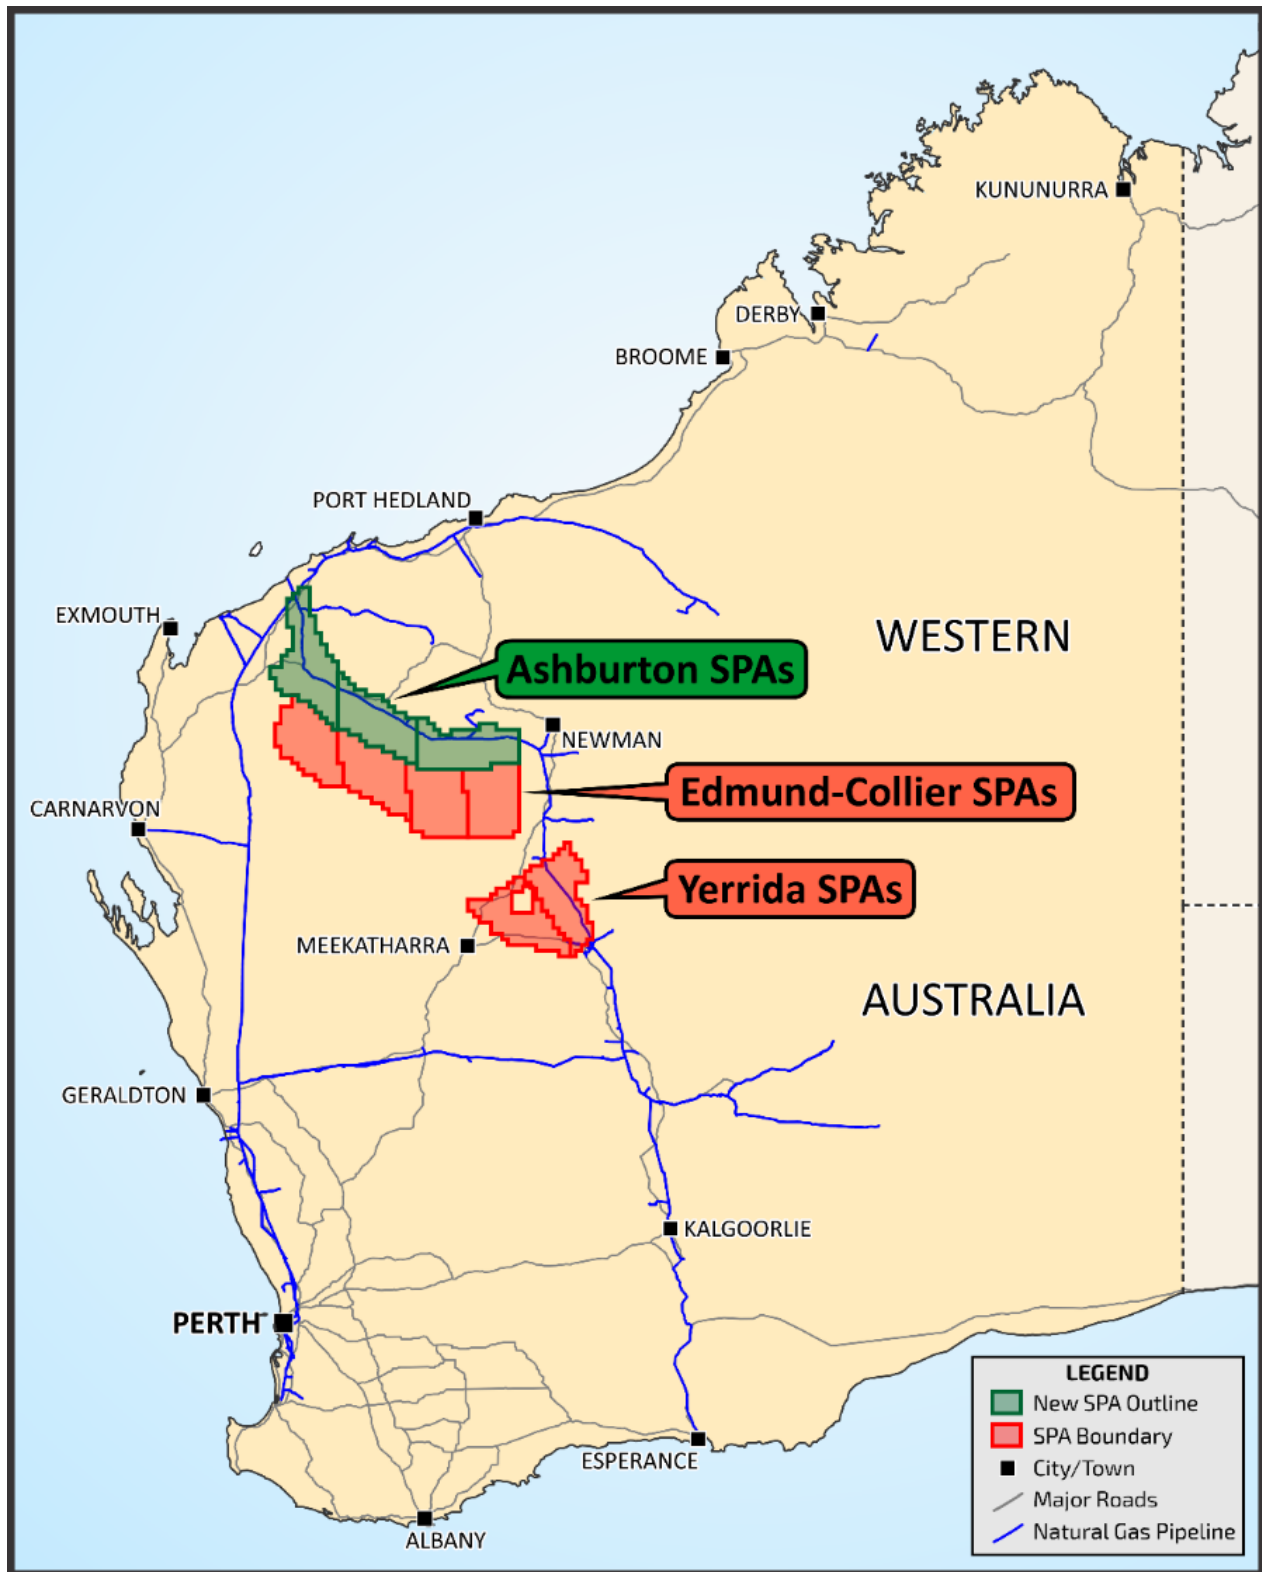 KUNUNURRA
DERBY
BROOME
PORT HEDLAND
EXMOUTH
WESTERN
Ashburton SPAs
NEWMAN
Edmund-Collier SPAs
CARNARVON
Yerrida SPAs
MEEKATHARRA
AUSTRALIA
GERALDTON
KALGOORLIE
PERTH
ESPERANCE
ALBANY
LEGEND
New SPA Outline
SPA Boundary
City/Town
Major Roads
Natural Gas Pipeline